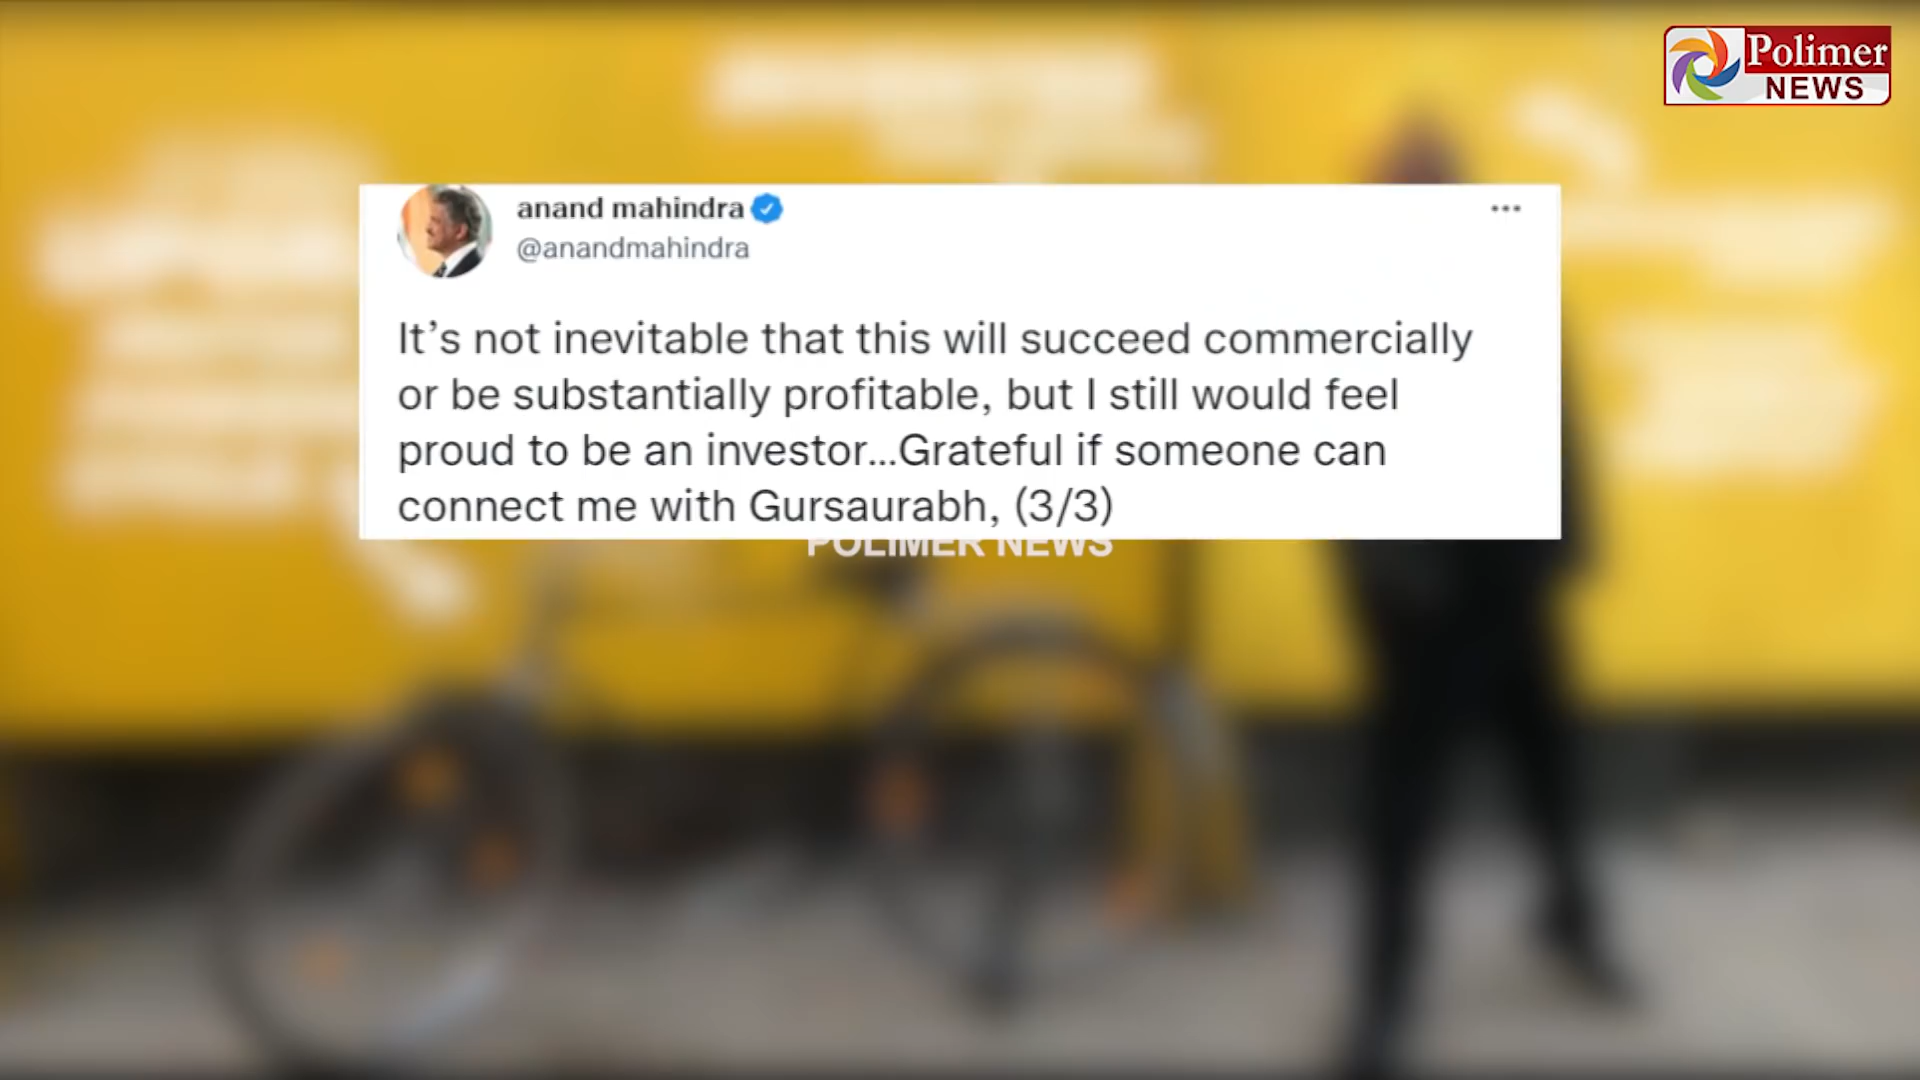 Polimer
NEWS
anand mahindra
@anandmahindra
It’s not inevitable that this will succeed commercially
or be substantially profitable, but I still would feel
proud to be an investor...Grateful if someone can
connect me with Gursaurabh, (3/3)
POLIMER NEWS